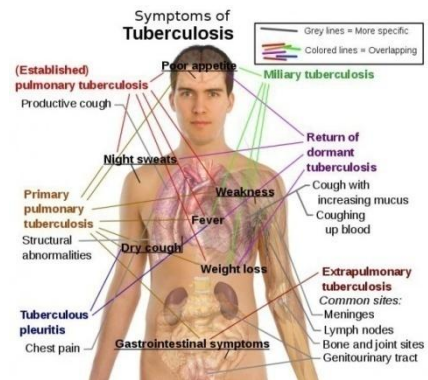 Symptoms of
Tuberculosis
Grey lines = More specific
Colored lines = Overlapping
Poor appetite
(Established)
pulmonary tuberculosis
Productive cough
Miliary tuberculosis
Night sweats
Return of
dormant
tuberculosis
Cough with
increasing mucus
Coughing
up blood
Primary
pulmonary
tuberculosis
Structural
abnormalities
Weakness
Fever
Dry cough
Weight loss
Extrapulmonary
tuberculosis
Common sites:
Meninges
Lymph nodes
Bone and joint sites
Genitourinary tract
Tuberculous
pleuritis
Chest pain
Gastrointestinal symptoms